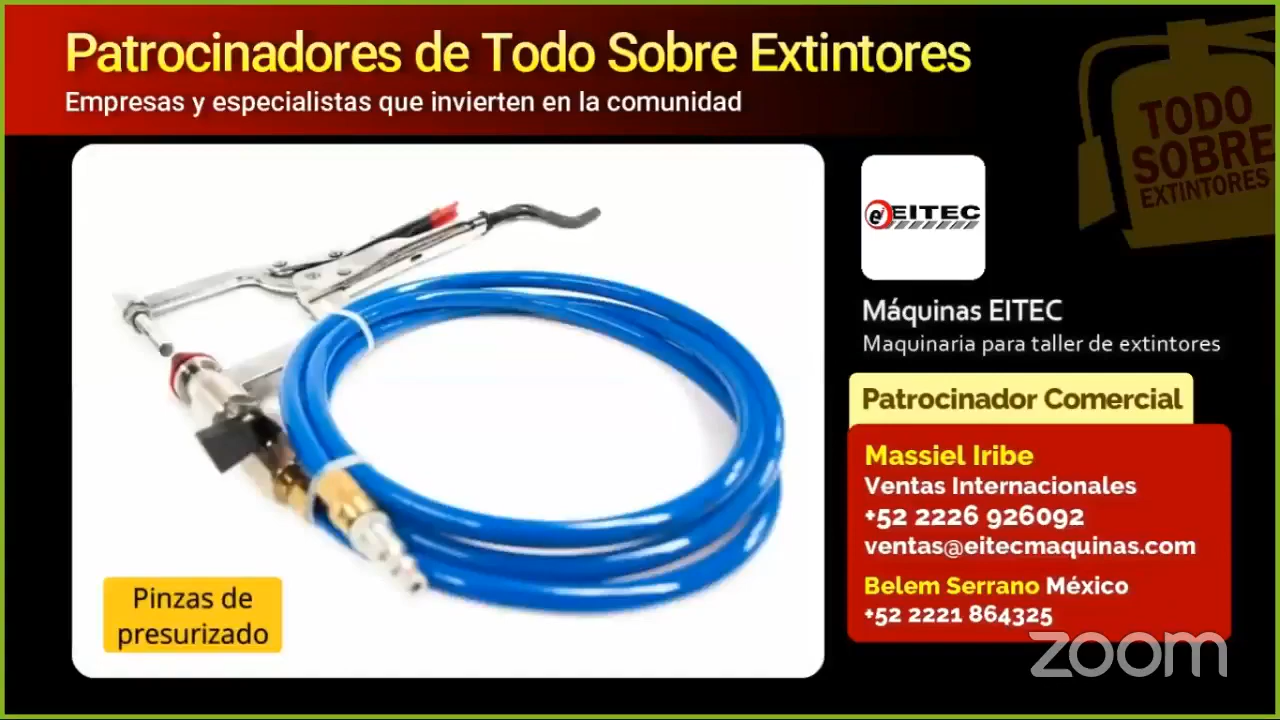 Patrocinadores de Todo Sobre Extintores
Empresas y especialistas que invierten en la comunidad
TODO
SOBRE
EXTINTORES
ei EITEC
Máquinas EITEC
Maquinaria para taller de extintores
Patrocinador Comercial
Massiel Iribe
Ventas Internacionales
+52 2226 926092
ventas@eitecmaquinas.com
Belem Serrano México
+52 2221 864325
Pinzas de
presurizado
zoom